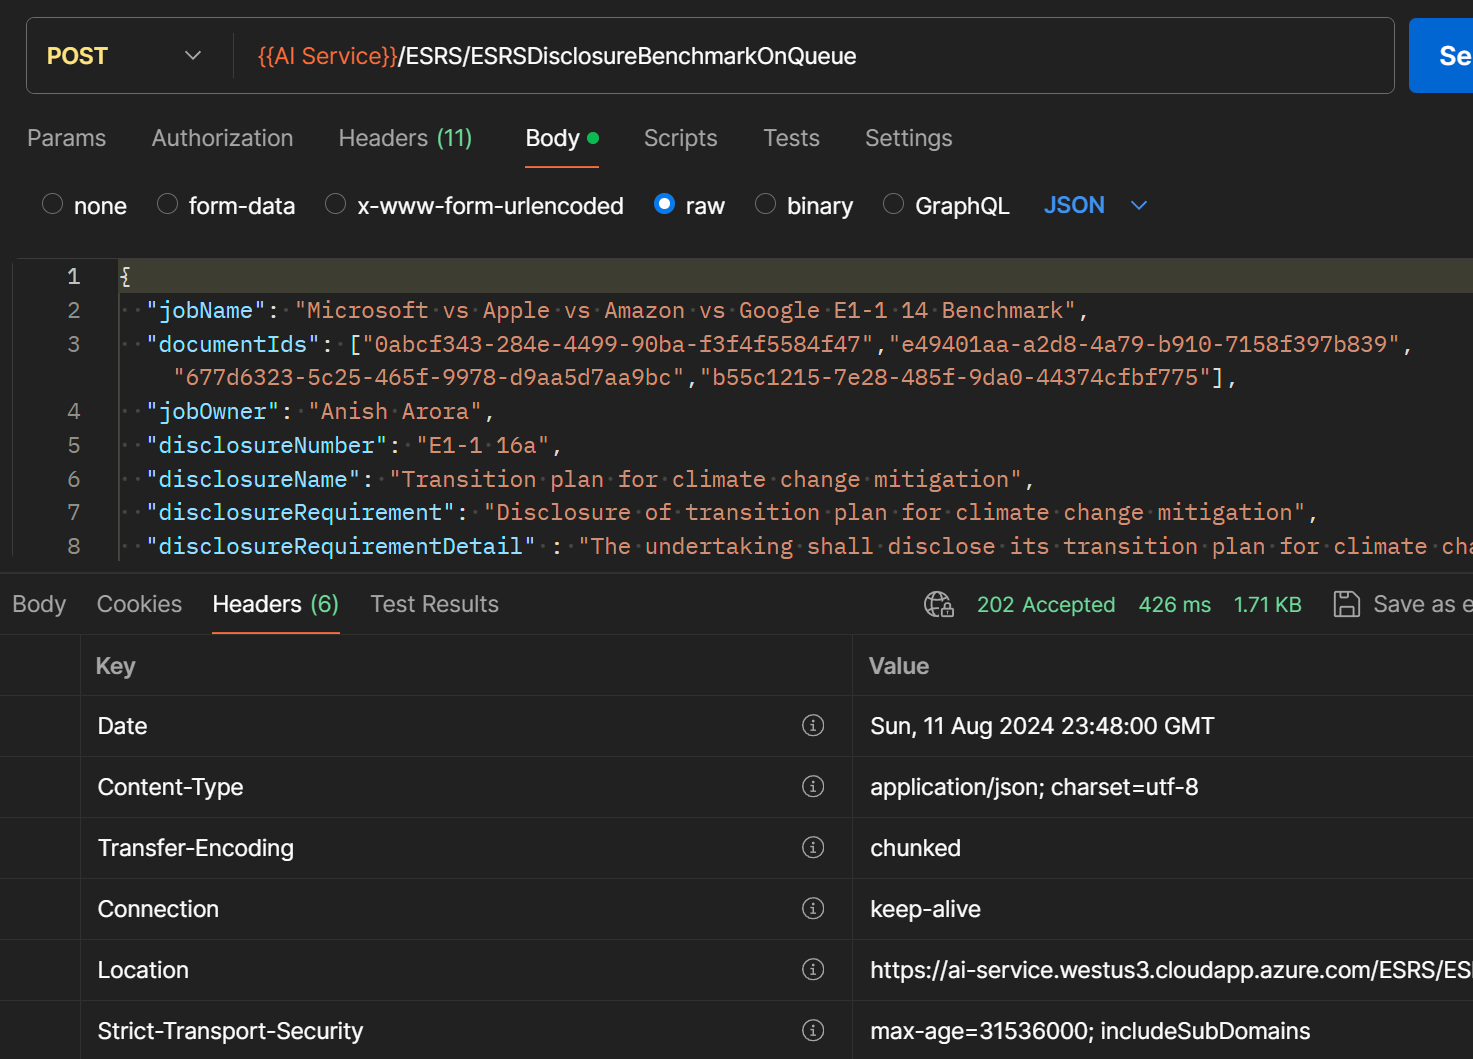 POST {{AI Service}}/ESRS/ESRSDisclosureBenchmarkOnQueue
Params Authorization Headers (11) Body Scripts Tests Settings
none form-data x-www-form-urlencoded raw binary GraphQL JSON
1 {
2 "jobName": "Microsoft vs Apple vs Amazon vs Google E1-1 14 Benchmark",
3 "documentIds": ["0abcf343-284e-4499-90ba-f3f4f5584f47","e49401aa-a2d8-4a79-b910-7158f397b839",
"677d6323-5c25-465f-9978-d9aa5d7aa9bc","b55c1215-7e28-485f-9da0-44374cfbf775"],
4 "jobOwner": "Anish Arora",
5 "disclosureNumber": "E1-1 16a",
6 "disclosureName": "Transition plan for climate change mitigation",
7 "disclosureRequirement": "Disclosure of transition plan for climate change mitigation",
8 "disclosureRequirementDetail" : "The undertaking shall disclose its transition plan for climate
Body Cookies Headers (6) Test Results 202 Accepted 426 ms 1.71 KB Save as
Key Value
Date Sun, 11 Aug 2024 23:48:00 GMT
Content-Type application/json; charset=utf-8
Transfer-Encoding chunked
Connection keep-alive
Location https://ai-service.westus3.cloudapp.azure.com/ESRS/
Strict-Transport-Security max-age=31536000; includeSubDomains